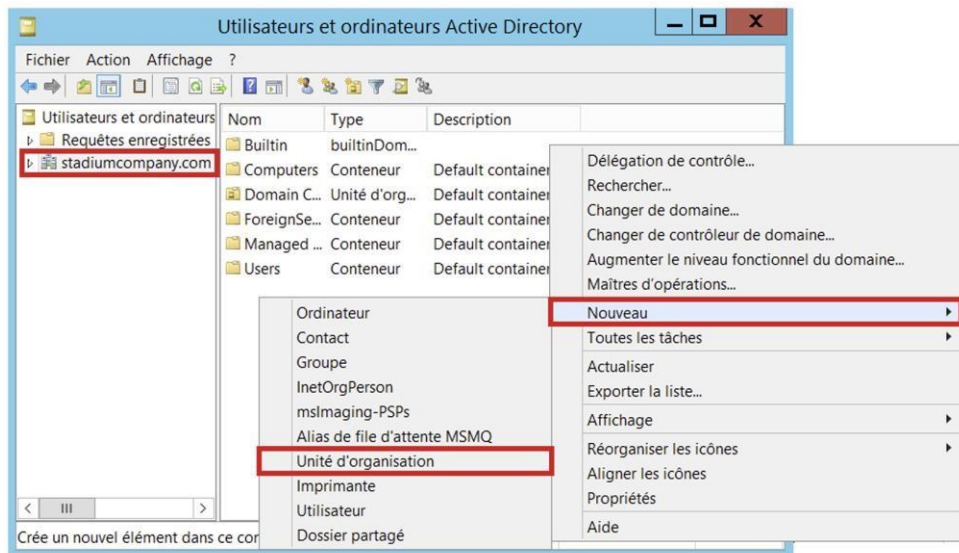 Utilisateurs et ordinateurs Active Directory
Fichier Action Affichage ?
Utilisateurs et ordinateurs
Requêtes enregistrées
stadiumcompany.com
Nom Type Description
Builtin builtinDom...
Computers Conteneur Default container
Domain C... Unité d'org... Default container
ForeignSe... Conteneur Default container
Managed ... Conteneur Default container
Users Conteneur Default container
Délégation de contrôle...
Rechercher...
Changer de domaine...
Changer de contrôleur de domaine...
Augmenter le niveau fonctionnel du domaine...
Maîtres d'opérations...
Nouveau
Toutes les tâches
Actualiser
Exporter la liste...
Affichage
Réorganiser les icônes
Aligner les icônes
Propriétés
Aide
Ordinateur
Contact
Groupe
InetOrgPerson
msImaging-PSPs
Alias de file d'attente MSMQ
Unité d'organisation
Imprimante
Utilisateur
Dossier partagé
Crée un nouvel élément dans ce cor